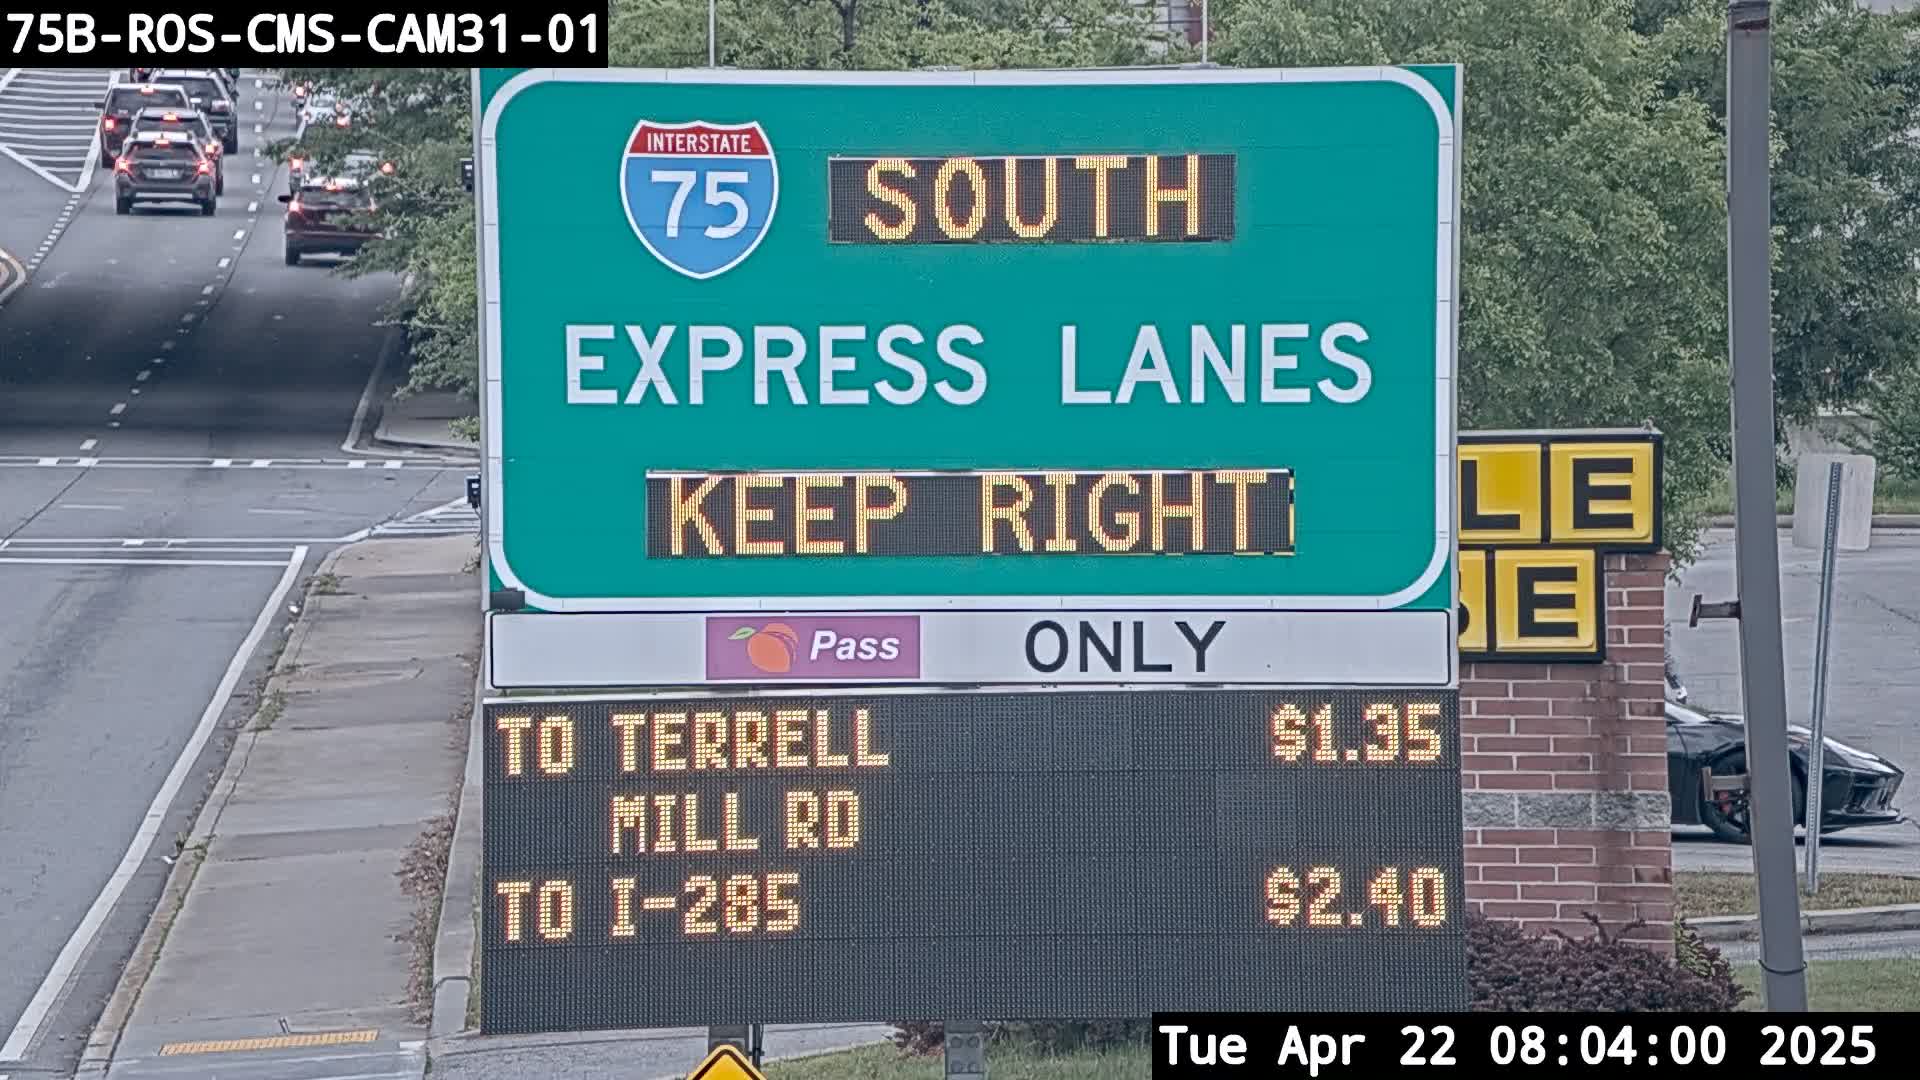 75B-ROS-CMS-CAM31-01
INTERSTATE
75
SOUTH
EXPRESS LANES
KEEP RIGHT
Pass ONLY
TO TERRELL $1.35
MILL RD
TO I-285 $2.40
LE
E
Tue Apr 22 08:04:00 2025